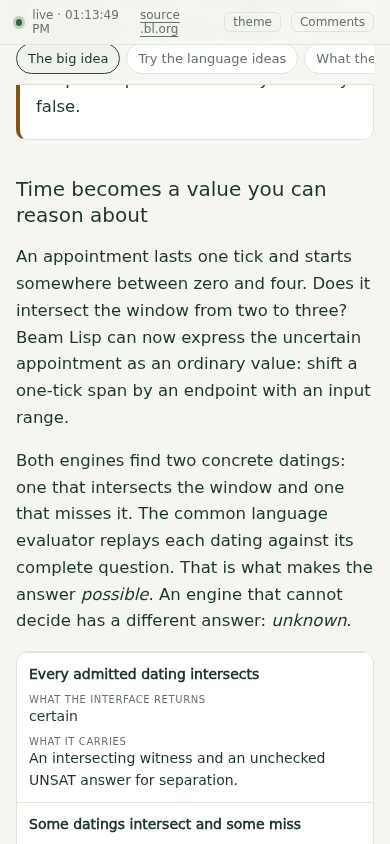 live · 01:13:49 PM
source .bl.org
theme
Comments
The big idea
Try the language ideas
What the
false.
Time becomes a value you can
reason about
An appointment lasts one tick and starts
somewhere between zero and four. Does it
intersect the window from two to three?
Beam Lisp can now express the uncertain
appointment as an ordinary value: shift a
one-tick span by an endpoint with an input
range.
Both engines find two concrete datings:
one that intersects the window and one
that misses it. The common language
evaluator replays each dating against its
complete question. That is what makes the
answer possible. An engine that cannot
decide has a different answer: unknown.
Every admitted dating intersects
WHAT THE INTERFACE RETURNS
certain
WHAT IT CARRIES
An intersecting witness and an unchecked
UNSAT answer for separation.
Some datings intersect and some miss